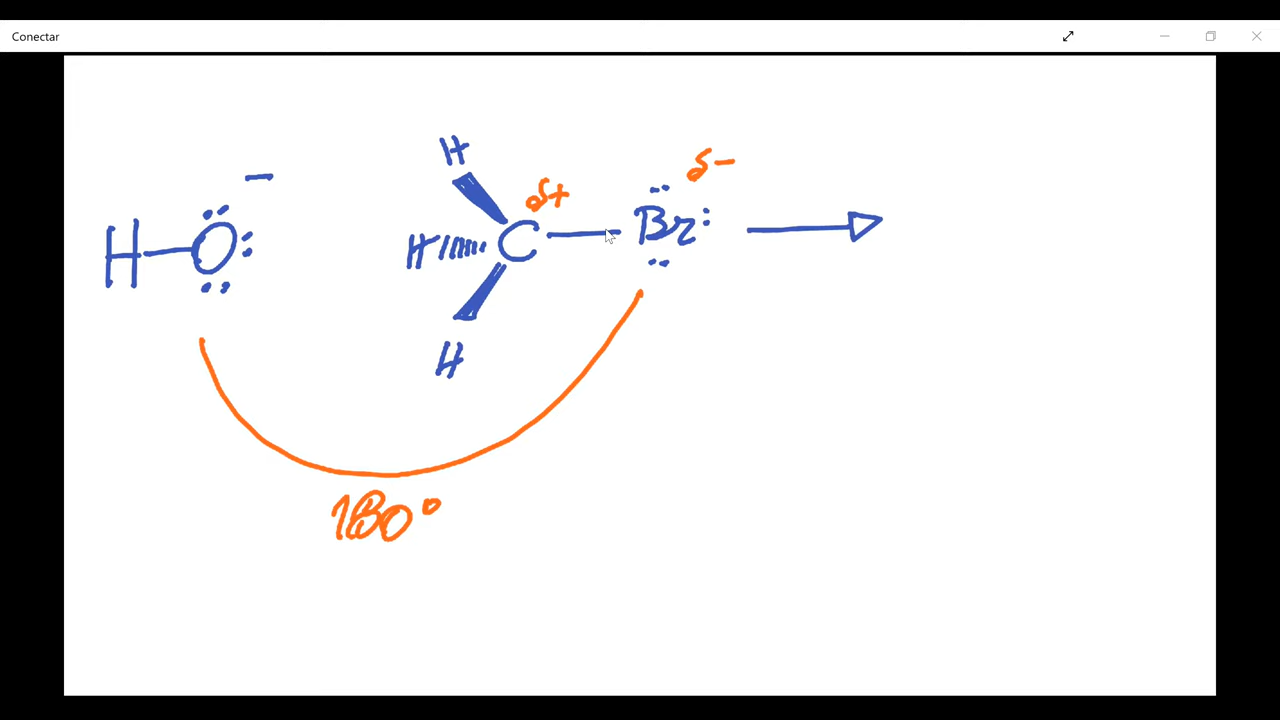 Conectar
H
δ+
δ-
–
H–Ö:
H
C–Br:
H
180°